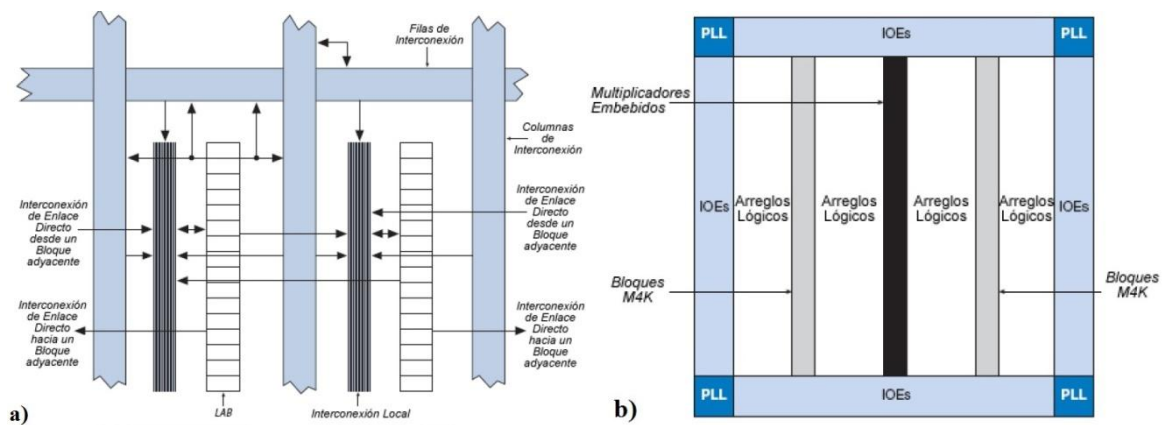 Filas de
Interconexión
Columnas
de
Interconexión
Interconexión
de Enlace
Directo
desde un
Bloque
adyacente
Interconexión
de Enlace
Directo
desde un
Bloque
adyacente
Interconexión
de Enlace
Directo
hacia un
Bloque
adyacente
Interconexión
de Enlace
Directo
hacia un
Bloque
adyacente
LAB
Interconexión Local
a)
PLL
IOEs
PLL
Multiplicadores
Embebidos
IOEs
Arreglos
Lógicos
Arreglos
Lógicos
Arreglos
Lógicos
Arreglos
Lógicos
IOEs
Bloques
M4K
Bloques
M4K
PLL
IOEs
PLL
b)